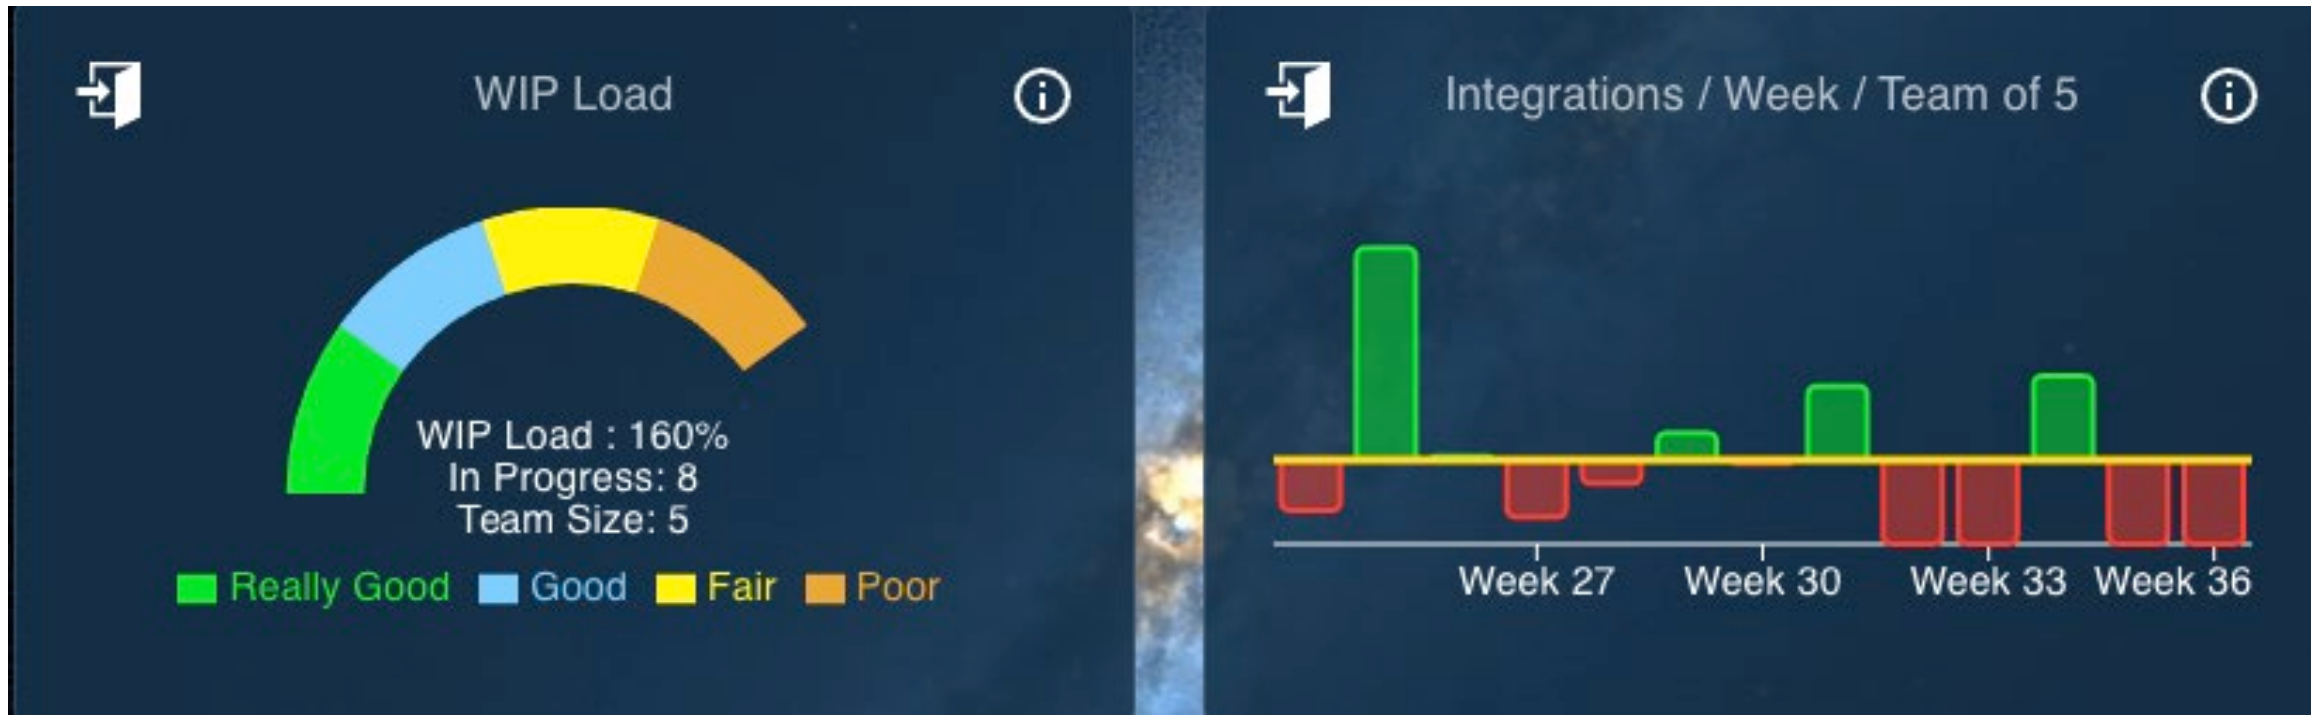 WIP Load
WIP Load : 160%
In Progress: 8
Team Size: 5
Really Good Good Fair Poor
Integrations / Week / Team of 5
Week 27 Week 30 Week 33 Week 36